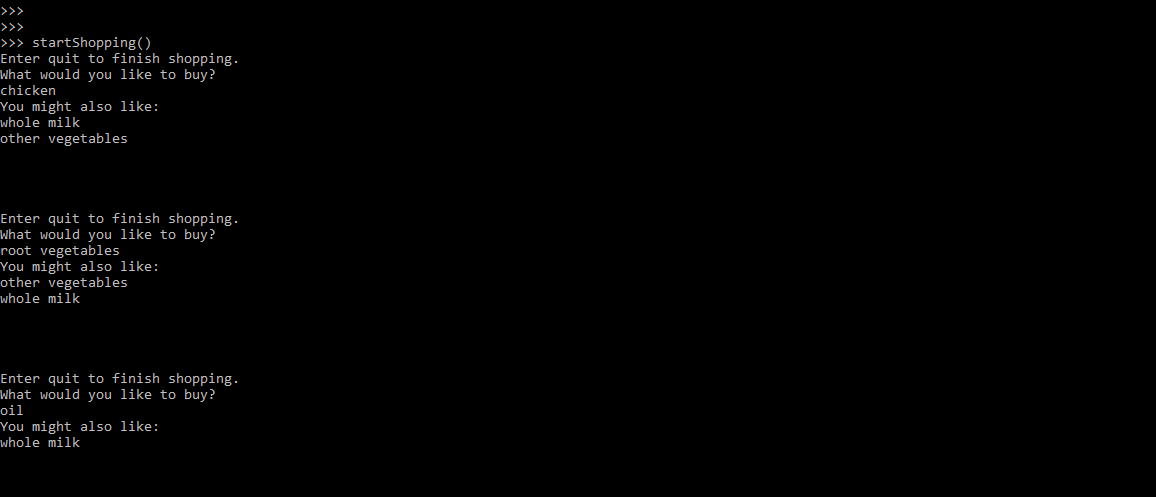 >>>
>>>
>>> startShopping()
Enter quit to finish shopping.
What would you like to buy?
chicken
You might also like:
whole milk
other vegetables
Enter quit to finish shopping.
What would you like to buy?
root vegetables
You might also like:
other vegetables
whole milk
Enter quit to finish shopping.
What would you like to buy?
oil
You might also like:
whole milk